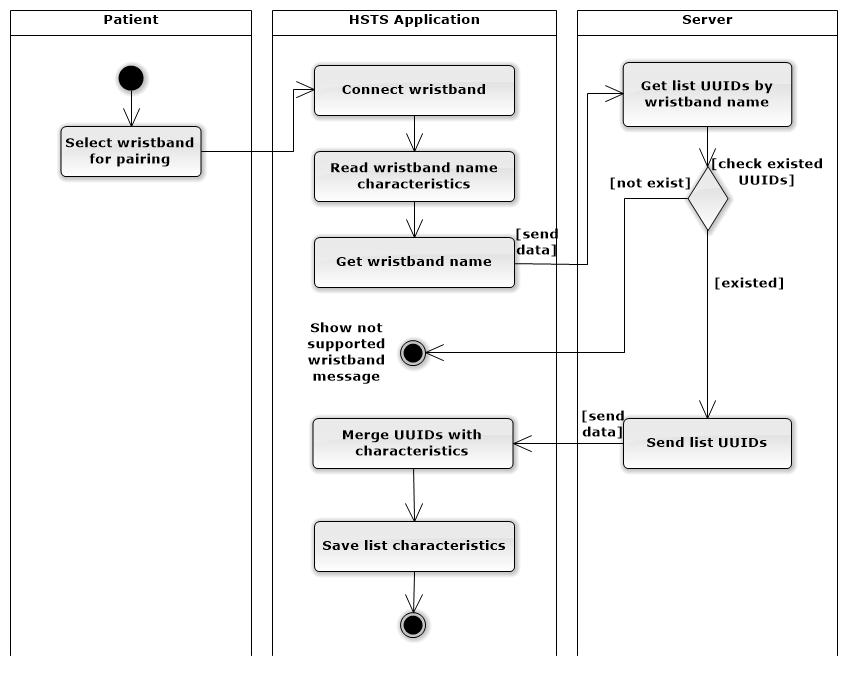 Patient
HSTS Application
Server
Select wristband
for pairing
Connect wristband
Read wristband name
characteristics
Get wristband name
[send
data]
Get list UUIDs by
wristband name
[check existed
UUIDs]
[not exist]
[existed]
Show not
supported
wristband
message
Send list UUIDs
[send
data]
Merge UUIDs with
characteristics
Save list characteristics